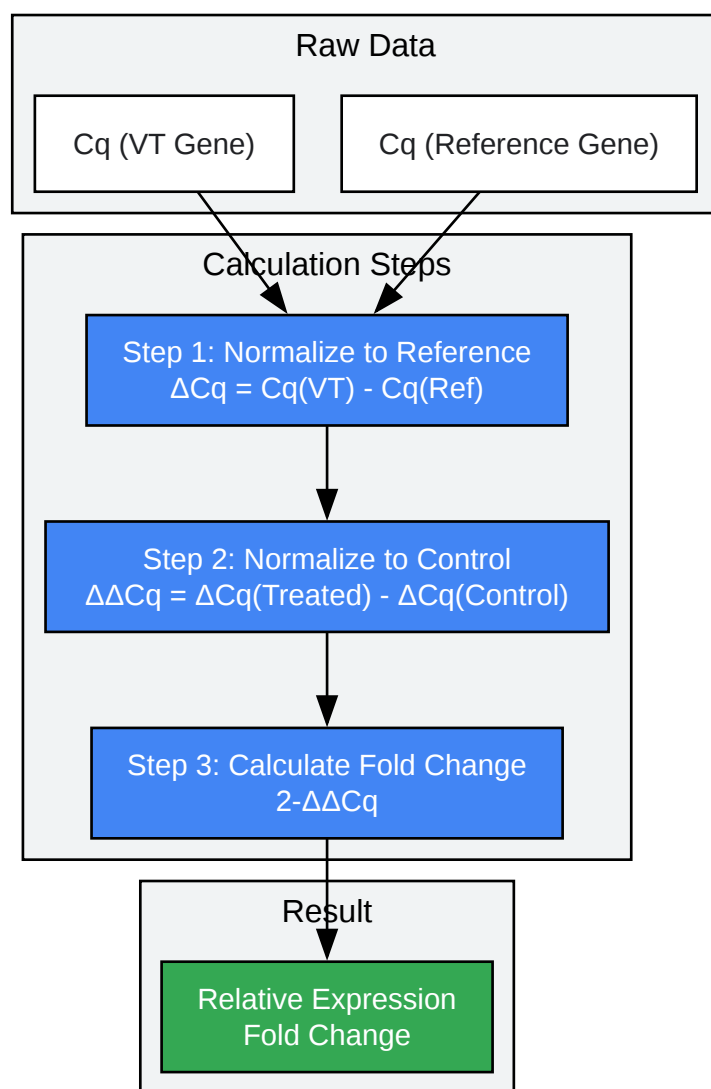 Raw Data
Cq (VT Gene)
Cq (Reference Gene)
Calculation Steps
Step 1: Normalize to Reference
ΔCq = Cq(VT) - Cq(Ref)
Step 2: Normalize to Control
ΔΔCq = ΔCq(Treated) - ΔCq(Control)
Step 3: Calculate Fold Change
2-ΔΔCq
Result
Relative Expression
Fold Change